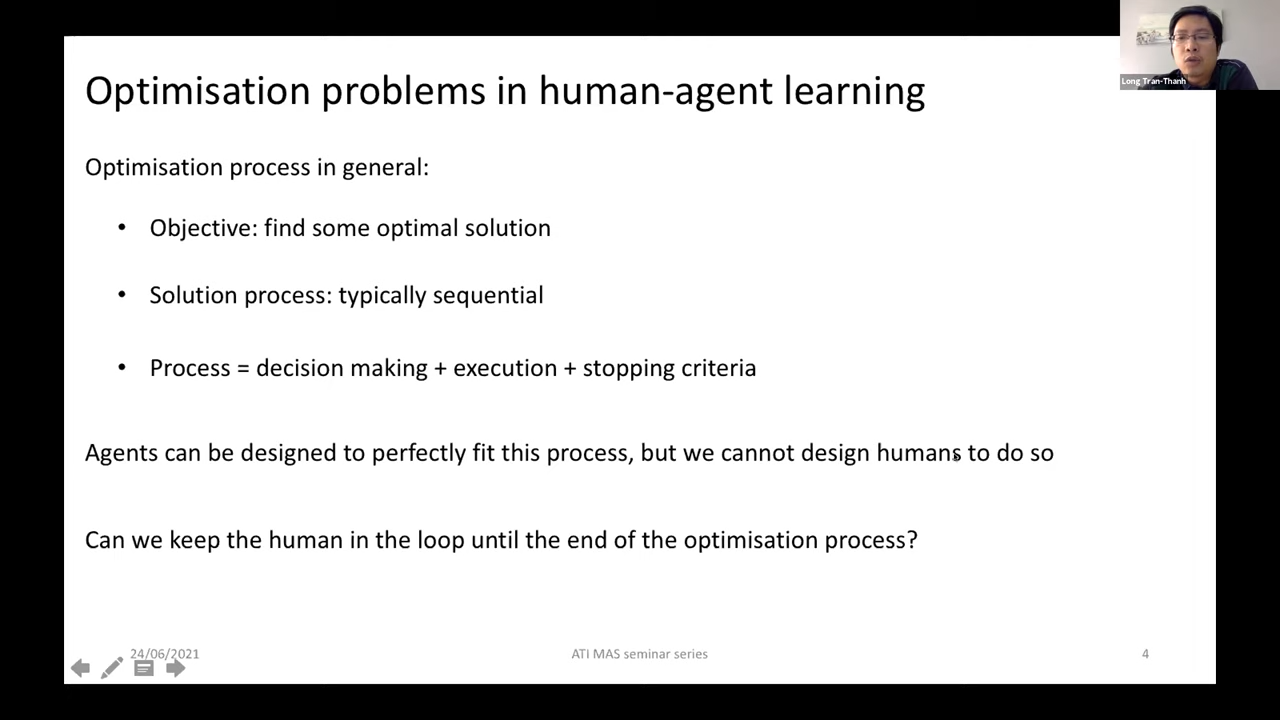 Long Tran-Thanh
Optimisation problems in human-agent learning
Optimisation process in general:
• Objective: find some optimal solution
• Solution process: typically sequential
• Process = decision making + execution + stopping criteria
Agents can be designed to perfectly fit this process, but we cannot design humans to do so
Can we keep the human in the loop until the end of the optimisation process?
24/06/2021
ATI MAS seminar series
4